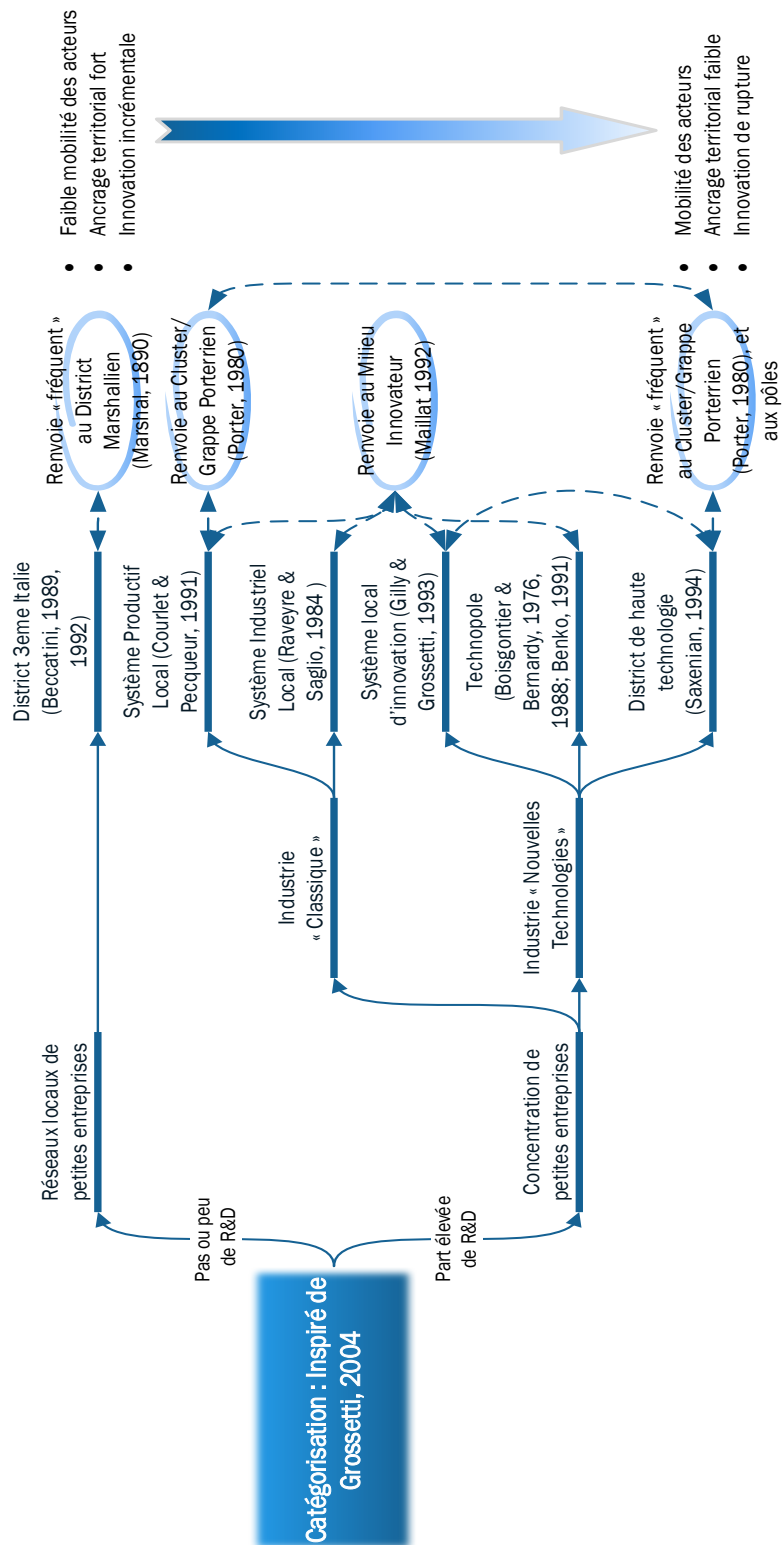 Catégorisation : Inspiré de
Grossetti, 2004
Pas ou peu
de R&D
Part élevée
de R&D
Réseaux locaux de
petites entreprises
Concentration de
petites entreprises
Industrie
« Classique »
Industrie « Nouvelles
Technologies »
District 3eme Italie
(Beccatini, 1989,
1992)
Système Productif
Local (Courlet &
Pecqueur, 1991)
Système Industriel
Local (Raveyre &
Saglio, 1984 )
Système local
d'innovation (Gilly &
Grossetti, 1993)
Technopole
(Boisgontier &
Bernardy, 1976,
1988; Benko, 1991)
District de haute
technologie
(Saxenian, 1994)
Renvoie « fréquent »
au District
Marshallien
(Marshal, 1890)
Renvoie au Cluster/
Grappe Porterrien
(Porter, 1980)
Renvoie au Milieu
Innovateur
(Maillat 1992)
Renvoie « fréquent »
au Cluster/Grappe
Porterrien
(Porter, 1980), et
aux pôles
• Faible mobilité des acteurs
• Ancrage territorial fort
• Innovation incrémentale
• Mobilité des acteurs
• Ancrage territorial faible
• Innovation de rupture